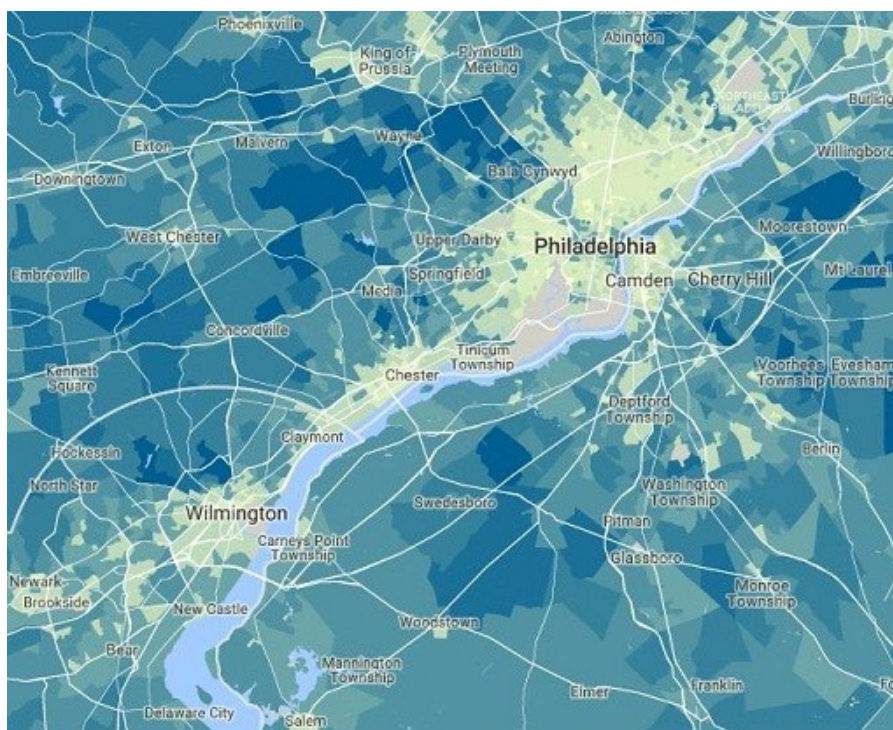 Phoenixville
Abington
King of
Prussia
Plymouth
Meeting
NORTHEAST
PHILADELPHIA
Burling
Wayne
Malvern
Exton
Willingboro
Downingtown
Bala Cynwyd
Moorestown
West Chester
Upper Darby
Philadelphia
Embreeville
Springfield
Mt Laurel
Media
Camden
Cherry Hill
Concordville
Tinicum
Township
Kennett
Square
Chester
Voorhees
Township
Evesham
Township
Deptford
Township
Claymont
Hockessin
Berlin
North Star
Washington
Township
Swedesboro
Wilmington
Pitman
Carneys Point
Township
Glassboro
Newark
Brookside
Monroe
Township
New Castle
Woodstown
Bear
Mannington
Township
Elmer
Franklin
Delaware City
Salem